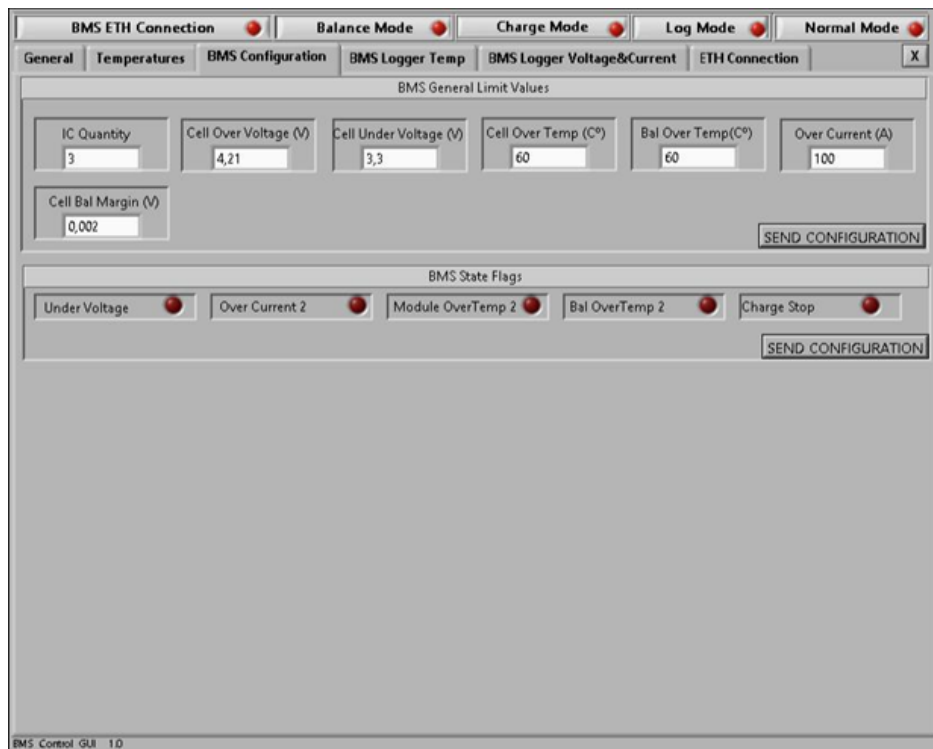 BMS ETH Connection Balance Mode Charge Mode Log Mode Normal Mode
General Temperatures BMS Configuration BMS Logger Temp BMS Logger Voltage&Current ETH Connection X
BMS General Limit Values
IC Quantity Cell Over Voltage (V) Cell Under Voltage (V) Cell Over Temp (Cº) Bal Over Temp(Cº) Over Current (A)
3 4,21 3,3 60 60 100
Cell Bal Margin (V)
0,002
SEND CONFIGURATION
BMS State Flags
Under Voltage Over Current 2 Module OverTemp 2 Bal OverTemp 2 Charge Stop
SEND CONFIGURATION
BMS Control GUI 1.0